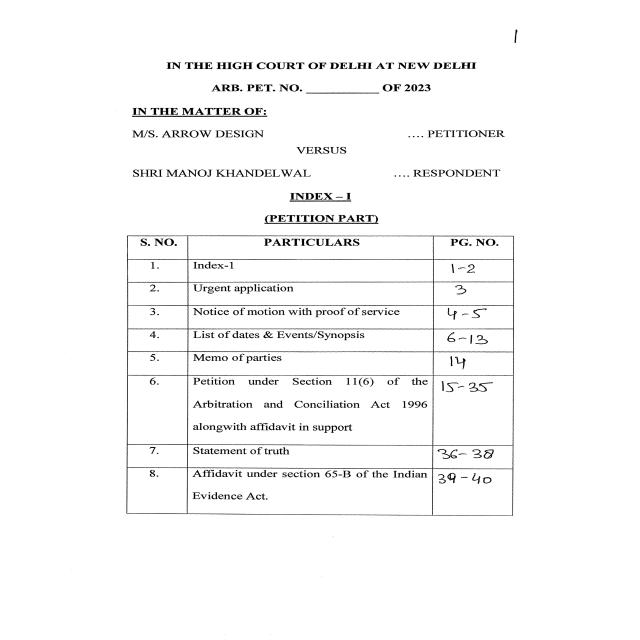 1
IN THE HIGH COURT OF DELHI AT NEW DELHI
ARB. PET. NO. ____________ OF 2023
IN THE MATTER OF:
M/S. ARROW DESIGN …. PETITIONER
VERSUS
SHRI MANOJ KHANDELWAL …. RESPONDENT
INDEX – I
(PETITION PART)
S. NO. PARTICULARS PG. NO.
1. Index-1 1-2
2. Urgent application 3
3. Notice of motion with proof of service 4-5
4. List of dates & Events/Synopsis 6-13
5. Memo of parties 14
6. Petition under Section 11(6) of the 15-35
Arbitration and Conciliation Act 1996
alongwith affidavit in support
7. Statement of truth 36-38
8. Affidavit under section 65-B of the Indian 39-40
Evidence Act.